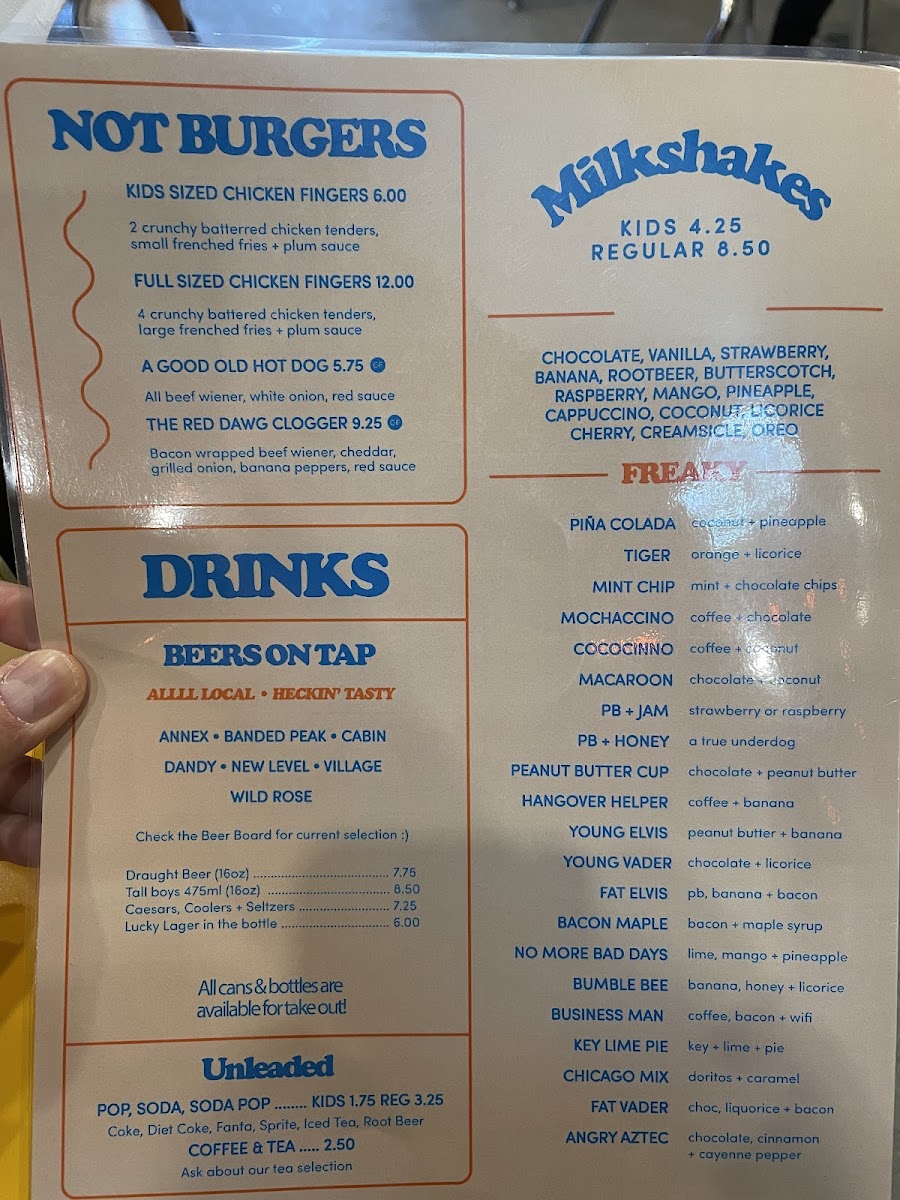 NOT BURGERS
KIDS SIZED CHICKEN FINGERS 6.00
2 crunchy batterred chicken tenders,
small frenched fries + plum sauce
FULL SIZED CHICKEN FINGERS 12.00
4 crunchy battered chicken tenders,
large frenched fries + plum sauce
A GOOD OLD HOT DOG 5.75 GF
All beef wiener, white onion, red sauce
THE RED DAWG CLOGGER 9.25 GF
Bacon wrapped beef wiener, cheddar,
grilled onion, banana peppers, red sauce
DRINKS
BEERS ON TAP
ALLLL LOCAL • HECKIN' TASTY
ANNEX • BANDED PEAK • CABIN
DANDY • NEW LEVEL • VILLAGE
WILD ROSE
Check the Beer Board for current selection :)
Draught Beer (16oz) ..................................... 7.75
Tall boys 475ml (16oz) ................................. 8.50
Caesars, Coolers + Seltzers ........................ 7.25
Lucky Lager in the bottle ............................. 6.00
All cans & bottles are
available for take out!
Unleaded
POP, SODA, SODA POP ........ KIDS 1.75 REG 3.25
Coke, Diet Coke, Fanta, Sprite, Iced Tea, Root Beer
COFFEE & TEA ..... 2.50
Ask about our tea selection
Milkshakes
KIDS 4.25
REGULAR 8.50
CHOCOLATE, VANILLA, STRAWBERRY,
BANANA, ROOTBEER, BUTTERSCOTCH,
RASPBERRY, MANGO, PINEAPPLE,
CAPPUCCINO, COCONUT, LICORICE
CHERRY, CREAMSICLE, OREO
FREAKY
PIÑA COLADA coconut + pineapple
TIGER orange + licorice
MINT CHIP mint + chocolate chips
MOCHACCINO coffee + chocolate
COCOCINNO coffee + coconut
MACAROON chocolate + coconut
PB + JAM strawberry or raspberry
PB + HONEY a true underdog
PEANUT BUTTER CUP chocolate + peanut butter
HANGOVER HELPER coffee + banana
YOUNG ELVIS peanut butter + banana
YOUNG VADER chocolate + licorice
FAT ELVIS pb, banana + bacon
BACON MAPLE bacon + maple syrup
NO MORE BAD DAYS lime, mango + pineapple
BUMBLE BEE banana, honey + licorice
BUSINESS MAN coffee, bacon + wifi
KEY LIME PIE key + lime + pie
CHICAGO MIX doritos + caramel
FAT VADER choc, liquorice + bacon
ANGRY AZTEC chocolate, cinnamon
+ cayenne pepper